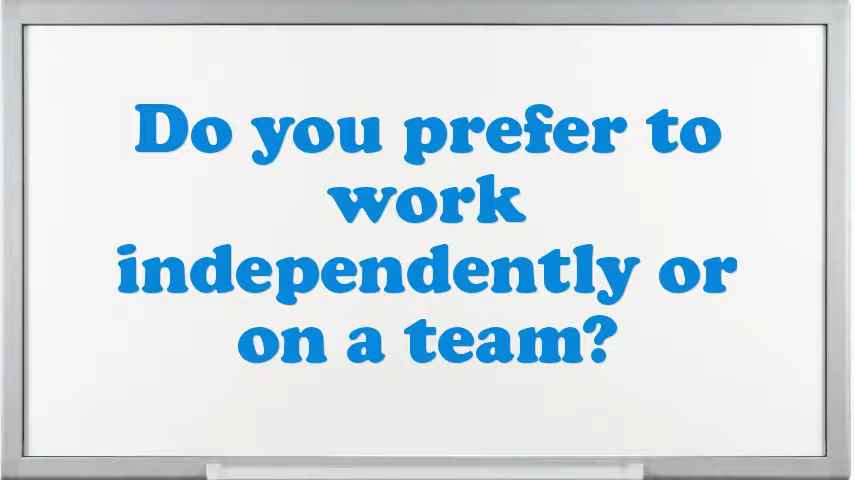 Do you prefer to
work
independently or
on a team?